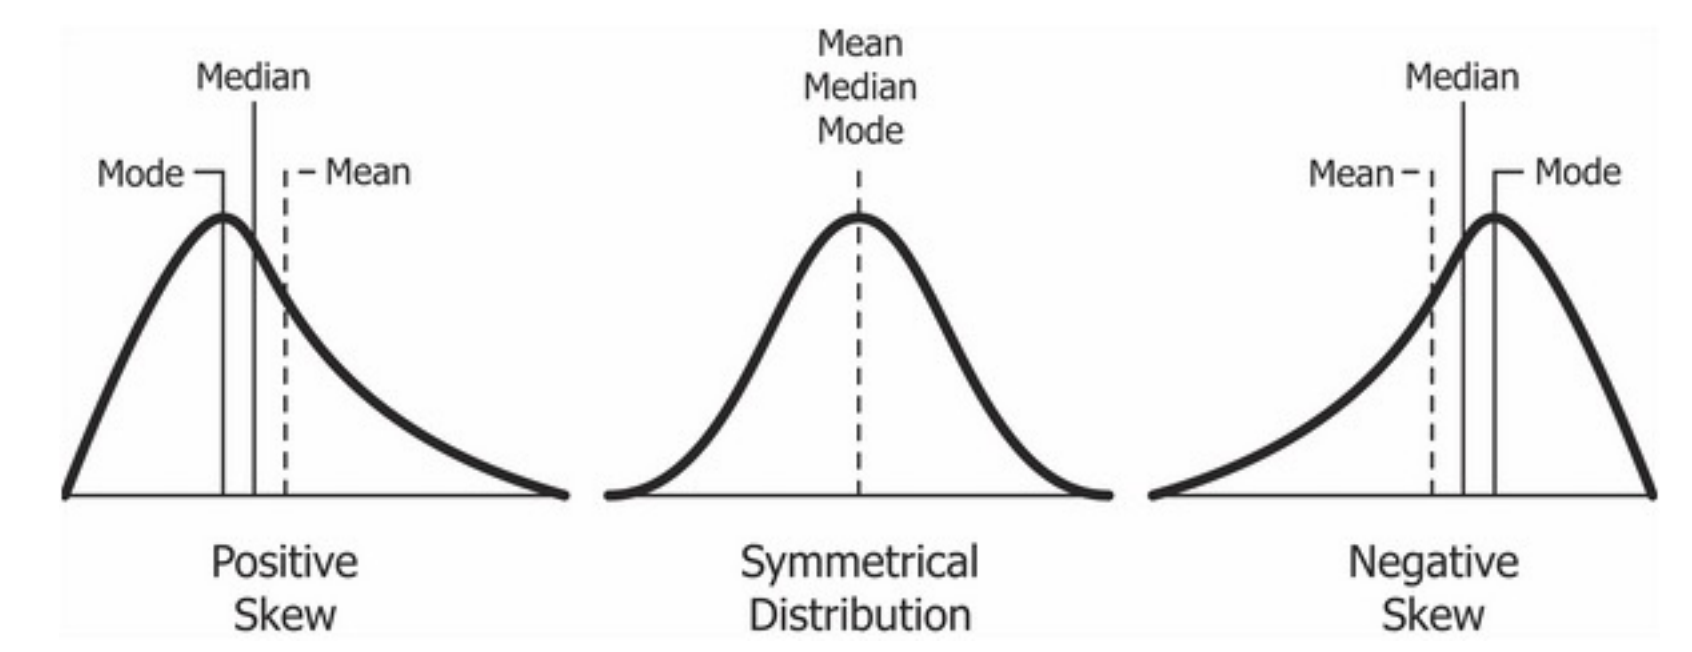 Median
Mode
Mean
Positive
Skew
Mean
Median
Mode
Symmetrical
Distribution
Median
Mean
Mode
Negative
Skew